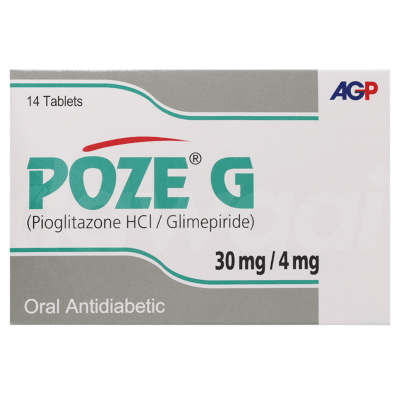 14 Tablets
AGP
POZE® G
(Pioglitazone HCl / Glimepiride)
30 mg / 4 mg
Oral Antidiabetic